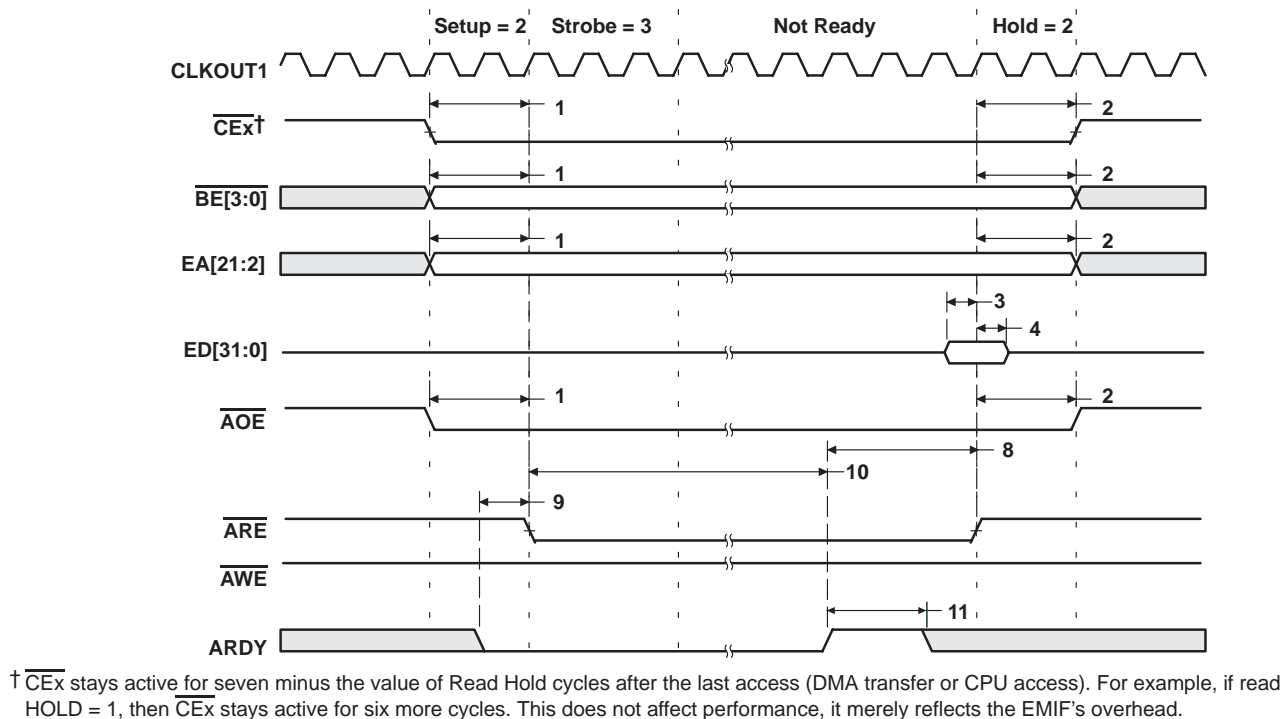 Setup = 2 Strobe = 3 Not Ready Hold = 2
CLKOUT1
CEx†
1 2
BE[3:0]
1 2
EA[21:2]
1 2
3
4
ED[31:0]
1 2
AOE
8
10
9
ARE
AWE
11
ARDY
† CEx stays active for seven minus the value of Read Hold cycles after the last access (DMA transfer or CPU access). For example, if read
HOLD = 1, then CEx stays active for six more cycles. This does not affect performance, it merely reflects the EMIF's overhead.